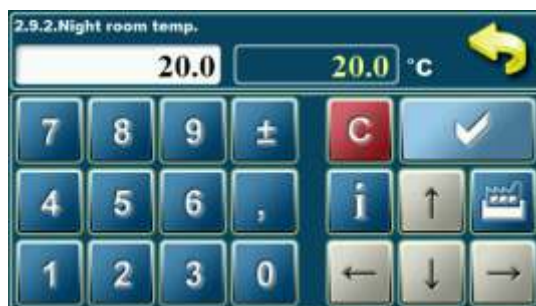 2.9.2.Night room temp.
20.0 20.0 °C
7 8 9 ± C
4 5 6 , i ↑
1 2 3 0 ← ↓ →